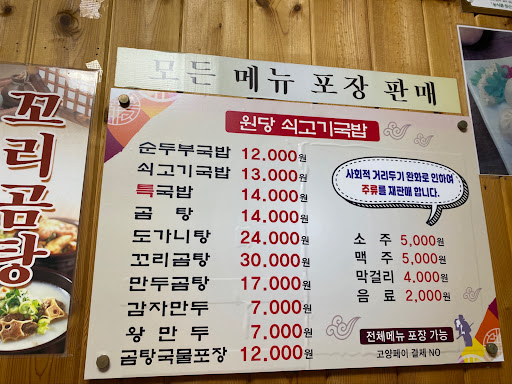 모든 메뉴 포장 판매
원당 쇠고기국밥
순두부국밥 12.000원
쇠고기국밥 13.000원
특국밥 14.000원
곰 탕 14.000원
도가니탕 24.000원
꼬리곰탕 30.000원
만두곰탕 17.000원
감자만두 7.000원
왕 만 두 7.000원
곰탕국물포장 12.000원
사회적 거리두기 완화로 인하여
주류를 재판매 합니다.
소 주 5,000원
맥 주 5,000원
막걸리 4,000원
음 료 2,000원
전체메뉴 포장 가능
고양페이 결제 NO
꼬리곰탕